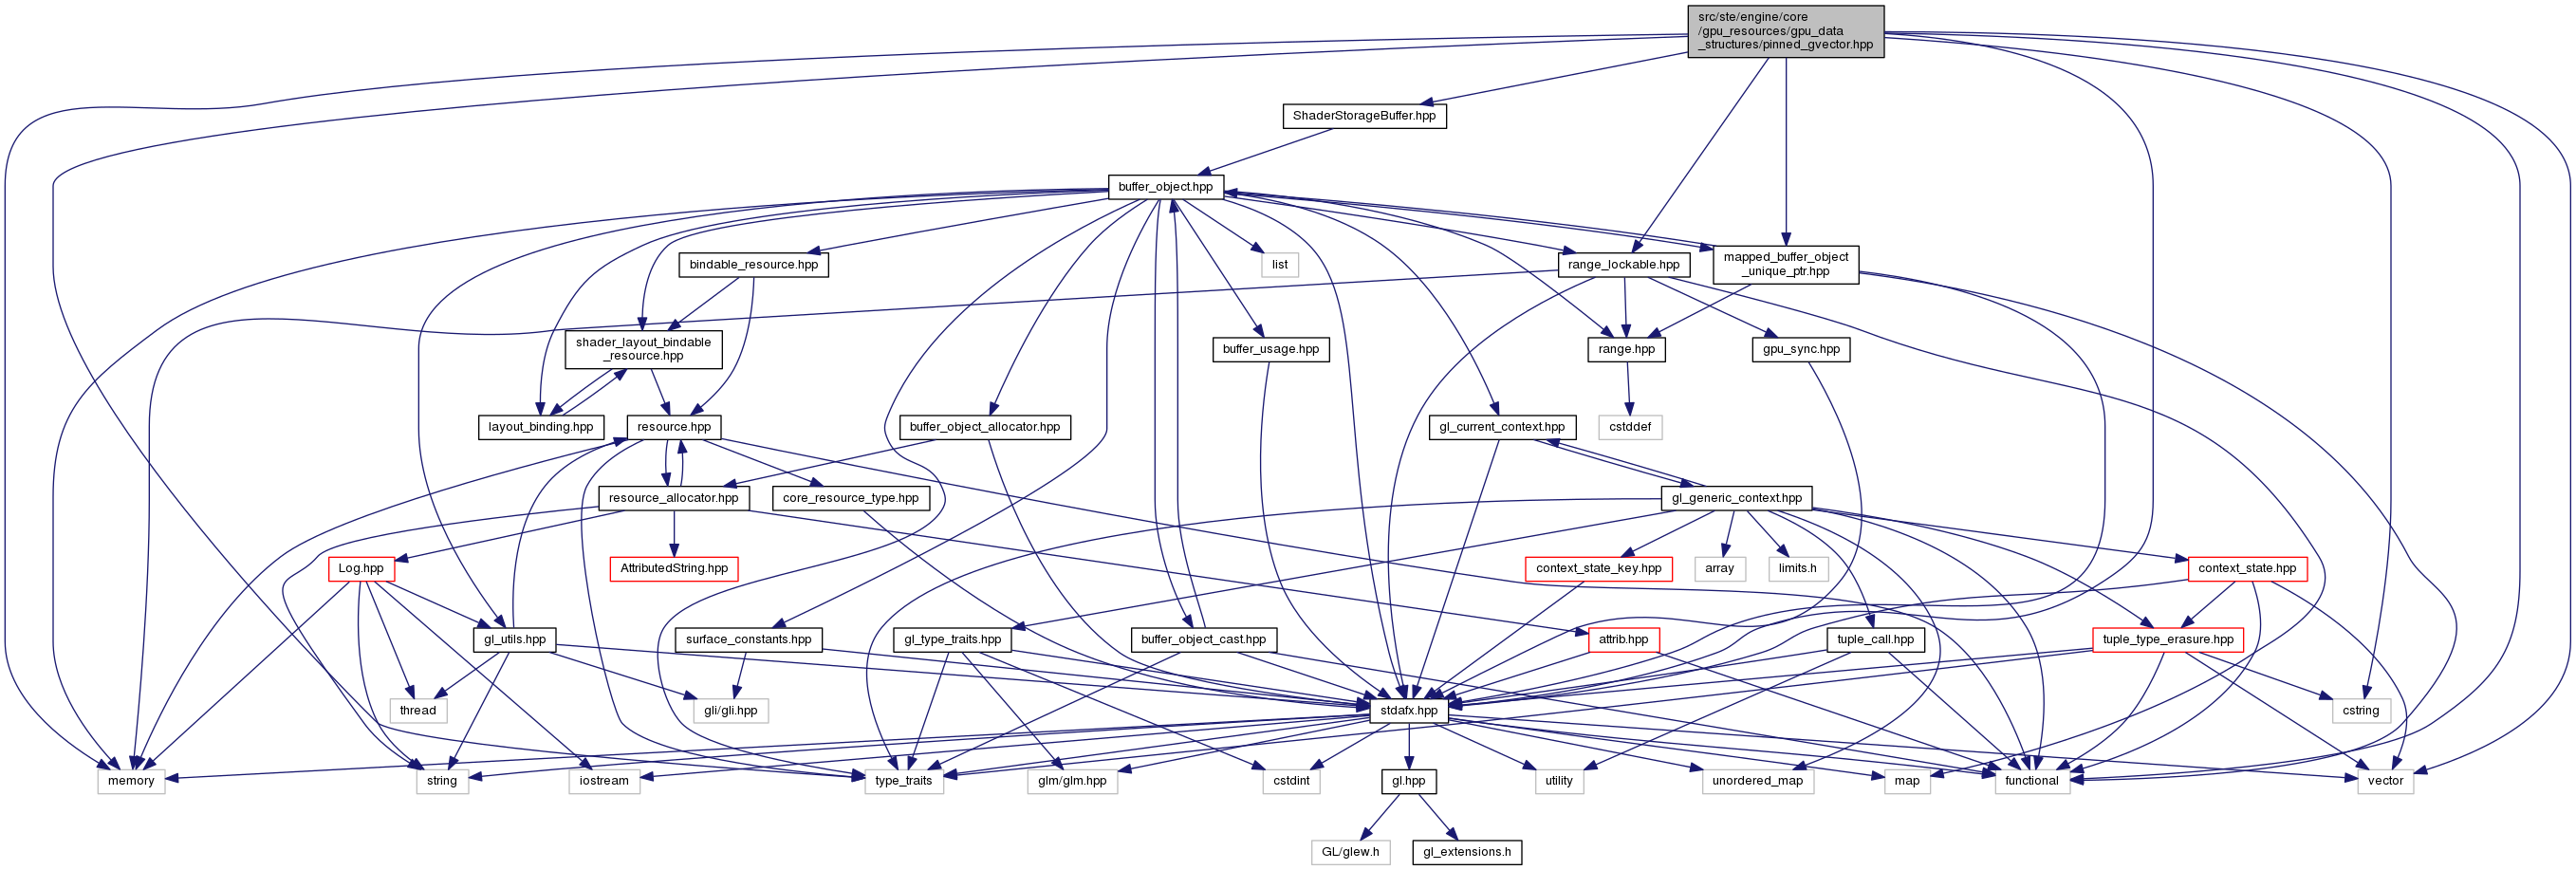 src/ste/engine/core
/gpu_resources/gpu_data
_structures/pinned_gvector.hpp
ShaderStorageBuffer.hpp
buffer_object.hpp
bindable_resource.hpp
list
range_lockable.hpp
mapped_buffer_object
_unique_ptr.hpp
shader_layout_bindable
_resource.hpp
buffer_usage.hpp
range.hpp
gpu_sync.hpp
layout_binding.hpp
resource.hpp
buffer_object_allocator.hpp
gl_current_context.hpp
cstddef
resource_allocator.hpp
core_resource_type.hpp
gl_generic_context.hpp
Log.hpp
AttributedString.hpp
context_state_key.hpp
array
limits.h
context_state.hpp
gl_utils.hpp
surface_constants.hpp
gl_type_traits.hpp
buffer_object_cast.hpp
attrib.hpp
tuple_call.hpp
tuple_type_erasure.hpp
thread
gli/gli.hpp
stdafx.hpp
cstring
memory
string
iostream
type_traits
glm/glm.hpp
cstdint
gl.hpp
utility
unordered_map
map
functional
vector
GL/glew.h
gl_extensions.h